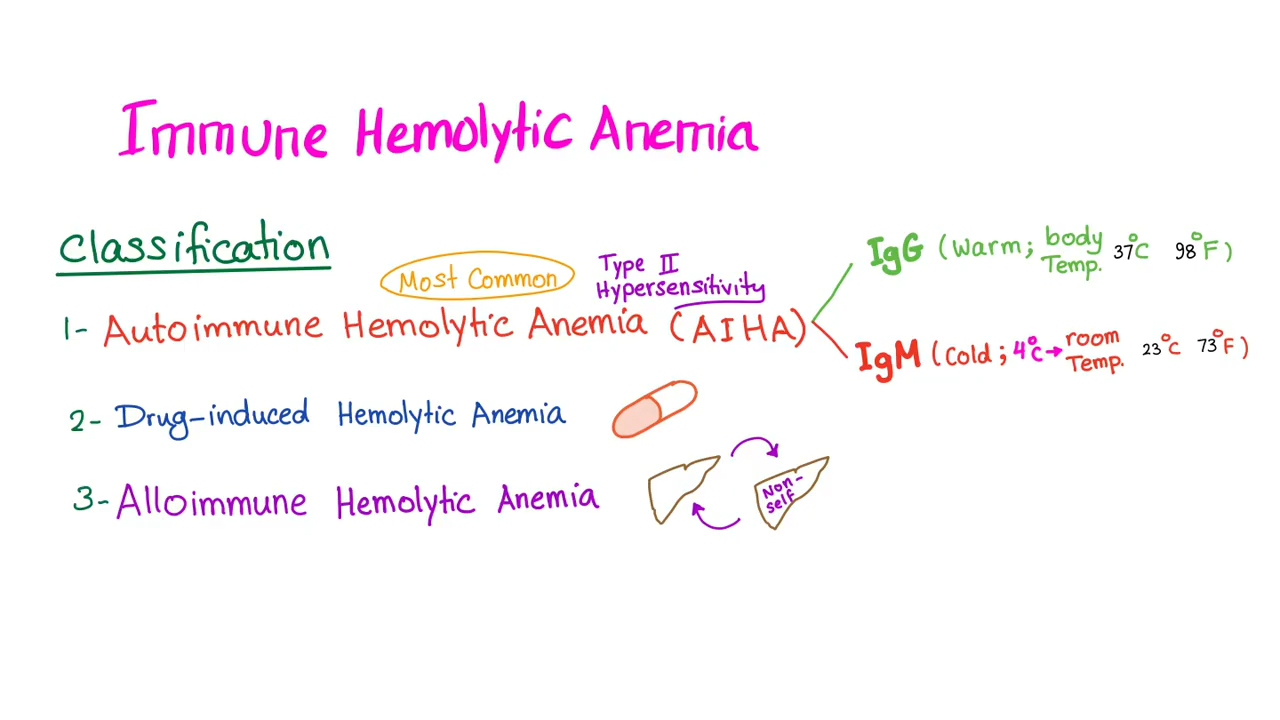 Immune Hemolytic Anemia
Classification
Most Common
Type II
Hypersensitivity
1- Autoimmune Hemolytic Anemia (AIHA)
IgG (Warm; body Temp. 37°C 98°F)
IgM (Cold; 4°C → room Temp. 23°C 73°F)
2- Drug-induced Hemolytic Anemia
3- Alloimmune Hemolytic Anemia
Non-
self